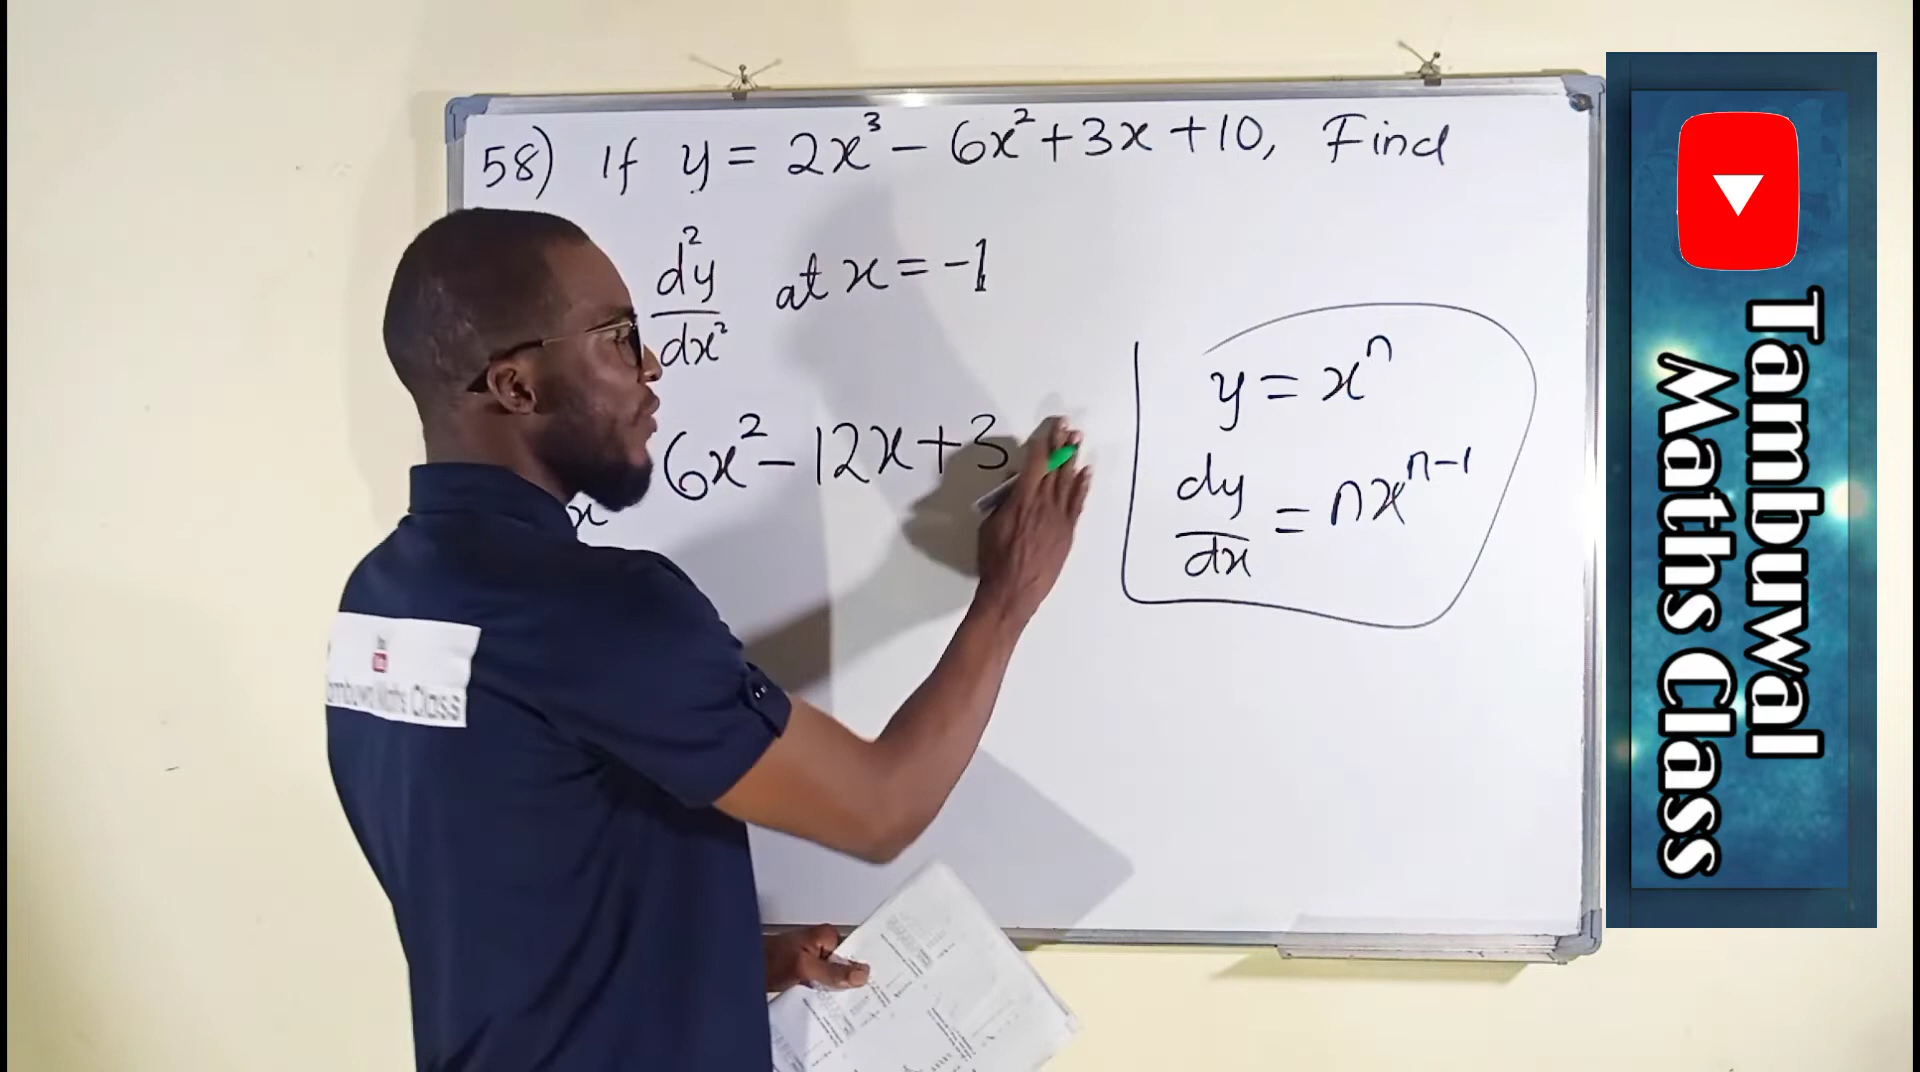 58) If y = 2x³ - 6x² + 3x + 10, Find
d²y
dx² at x = -1
6x² - 12x + 3
x
y = xⁿ
dy
dx = nxⁿ⁻¹
Tambuwal
Maths Class
Class